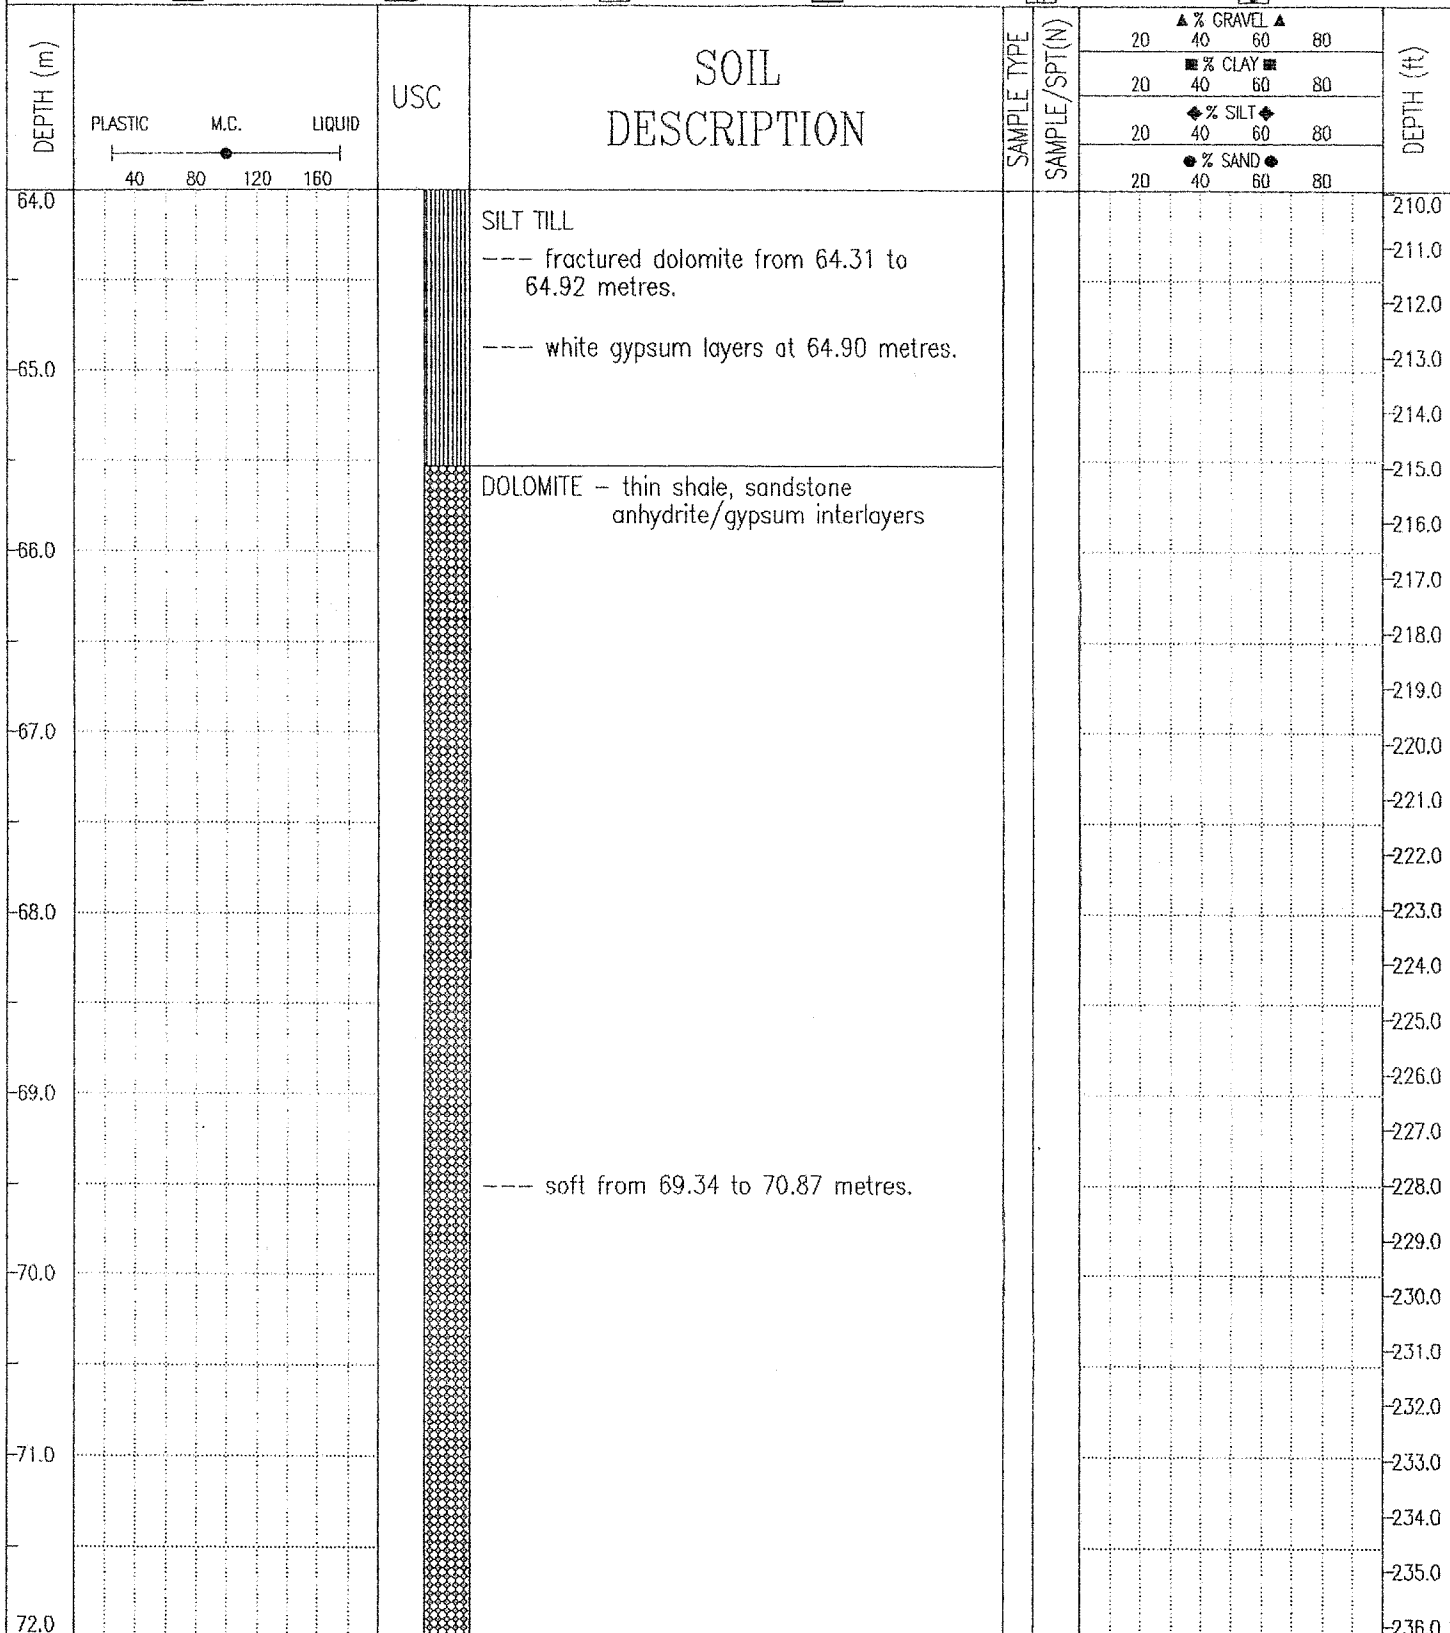 DEPTH (m)
PLASTIC M.C. LIQUID
40 80 120 160
USC
SOIL
DESCRIPTION
SAMPLE TYPE
SAMPLE/SPT(N)
▲ % GRAVEL ▲
20 40 60 80
■ % CLAY ■
20 40 60 80
◆ % SILT ◆
20 40 60 80
● % SAND ●
20 40 60 80
DEPTH (ft)
64.0
65.0
66.0
67.0
68.0
69.0
70.0
71.0
72.0
SILT TILL
--- fractured dolomite from 64.31 to
64.92 metres.
--- white gypsum layers at 64.90 metres.
DOLOMITE - thin shale, sandstone
anhydrite/gypsum interlayers
--- soft from 69.34 to 70.87 metres.
210.0
211.0
212.0
213.0
214.0
215.0
216.0
217.0
218.0
219.0
220.0
221.0
222.0
223.0
224.0
225.0
226.0
227.0
228.0
229.0
230.0
231.0
232.0
233.0
234.0
235.0
236.0